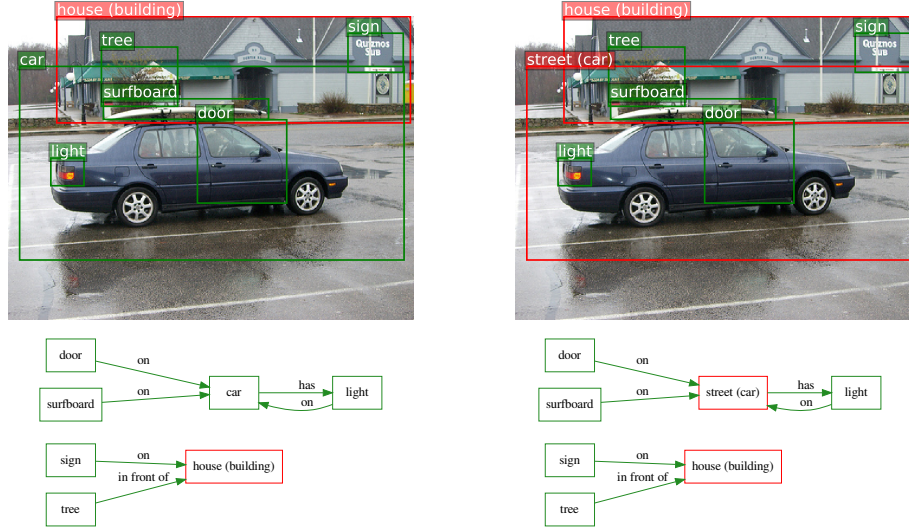 house (building)
sign
tree
car
QUIZNOS
SUB
surfboard
door
light
house (building)
sign
tree
street (car)
QUIZNOS
SUB
surfboard
door
light
door
on
surfboard
on
car
has
on
light
sign
on
house (building)
in front of
tree
door
on
surfboard
on
street (car)
has
on
light
sign
on
house (building)
in front of
tree